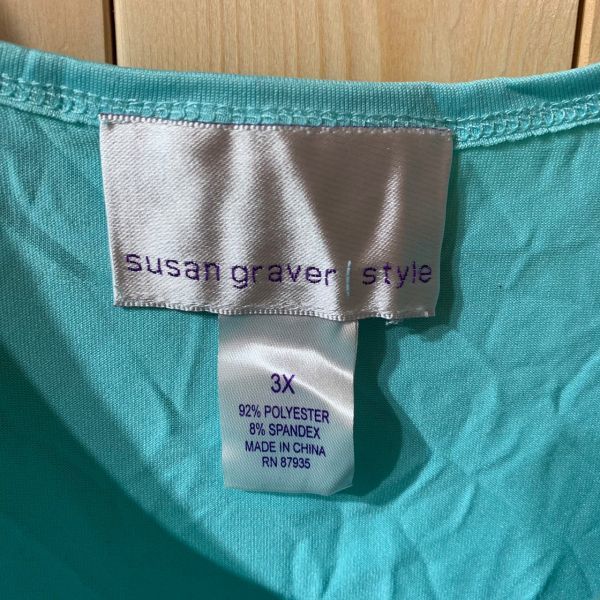 susan graver | style
3X
92% POLYESTER
8% SPANDEX
MADE IN CHINA
RN 87935